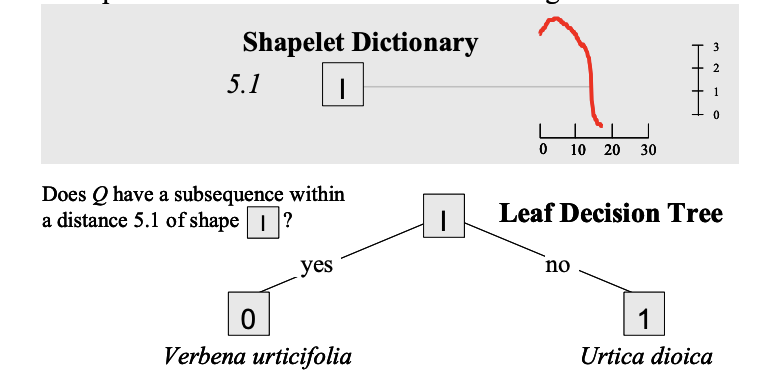 Shapelet Dictionary
5.1 I
3
2
1
0
0 10 20 30
Does Q have a subsequence within
a distance 5.1 of shape I ?
I Leaf Decision Tree
yes no
0 1
Verbena urticifolia Urtica dioica